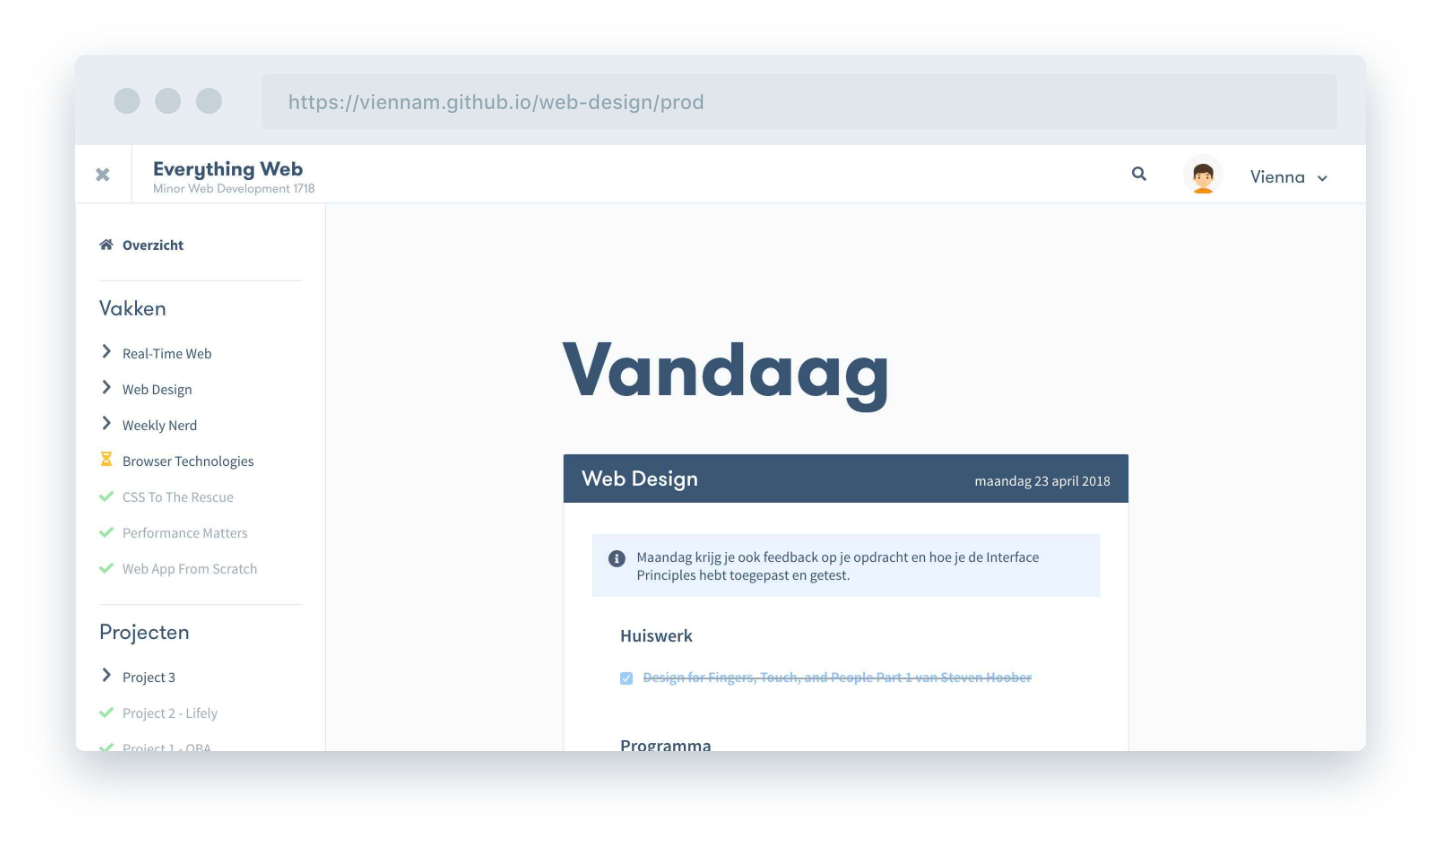 https://viennam.github.io/web-design/prod
Everything Web
Minor Web Development 1718
Vienna
Overzicht
Vakken
Real-Time Web
Web Design
Weekly Nerd
Browser Technologies
CSS To The Rescue
Performance Matters
Web App From Scratch
Projecten
Project 3
Project 2 - Lifely
Project 1 - OBA
Vandaag
Web Design
maandag 23 april 2018
Maandag krijg je ook feedback op je opdracht en hoe je de Interface
Principles hebt toegepast en getest.
Huiswerk
Design for Fingers, Touch, and People Part 1 van Steven Hoober
Programma